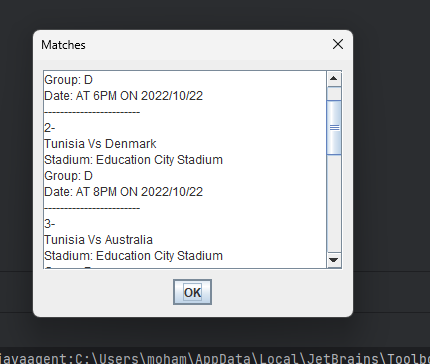 Matches
Group: D
Date: AT 6PM ON 2022/10/22
------------------------
2-
Tunisia Vs Denmark
Stadium: Education City Stadium
Group: D
Date: AT 8PM ON 2022/10/22
------------------------
3-
Tunisia Vs Australia
Stadium: Education City Stadium
OK
javaagent:C:\Users\moham\AppData\Local\JetBrains\Toolbo